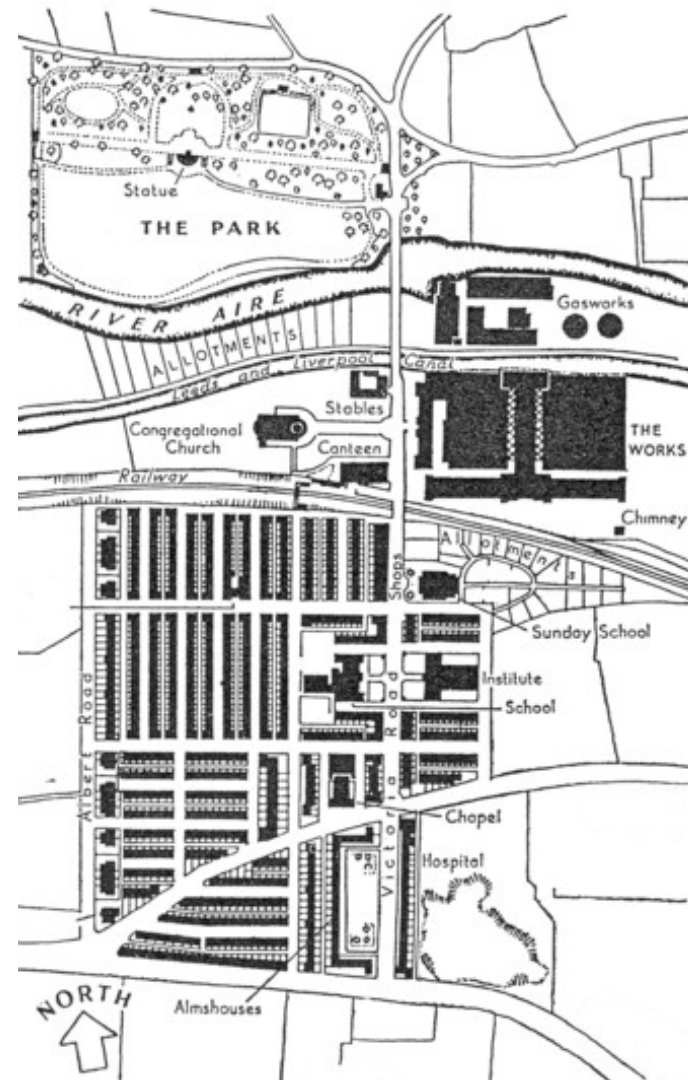 Statue
THE PARK
RIVER AIRE
ALLOTMENTS
Gasworks
Leeds and Liverpool Canal
Stables
Congregational
Church
Canteen
THE
WORKS
Railway
Chimney
Allotments
Shops
Sunday School
Institute
School
Albert Road
Victoria Road
Chapel
Hospital
Almshouses
NORTH